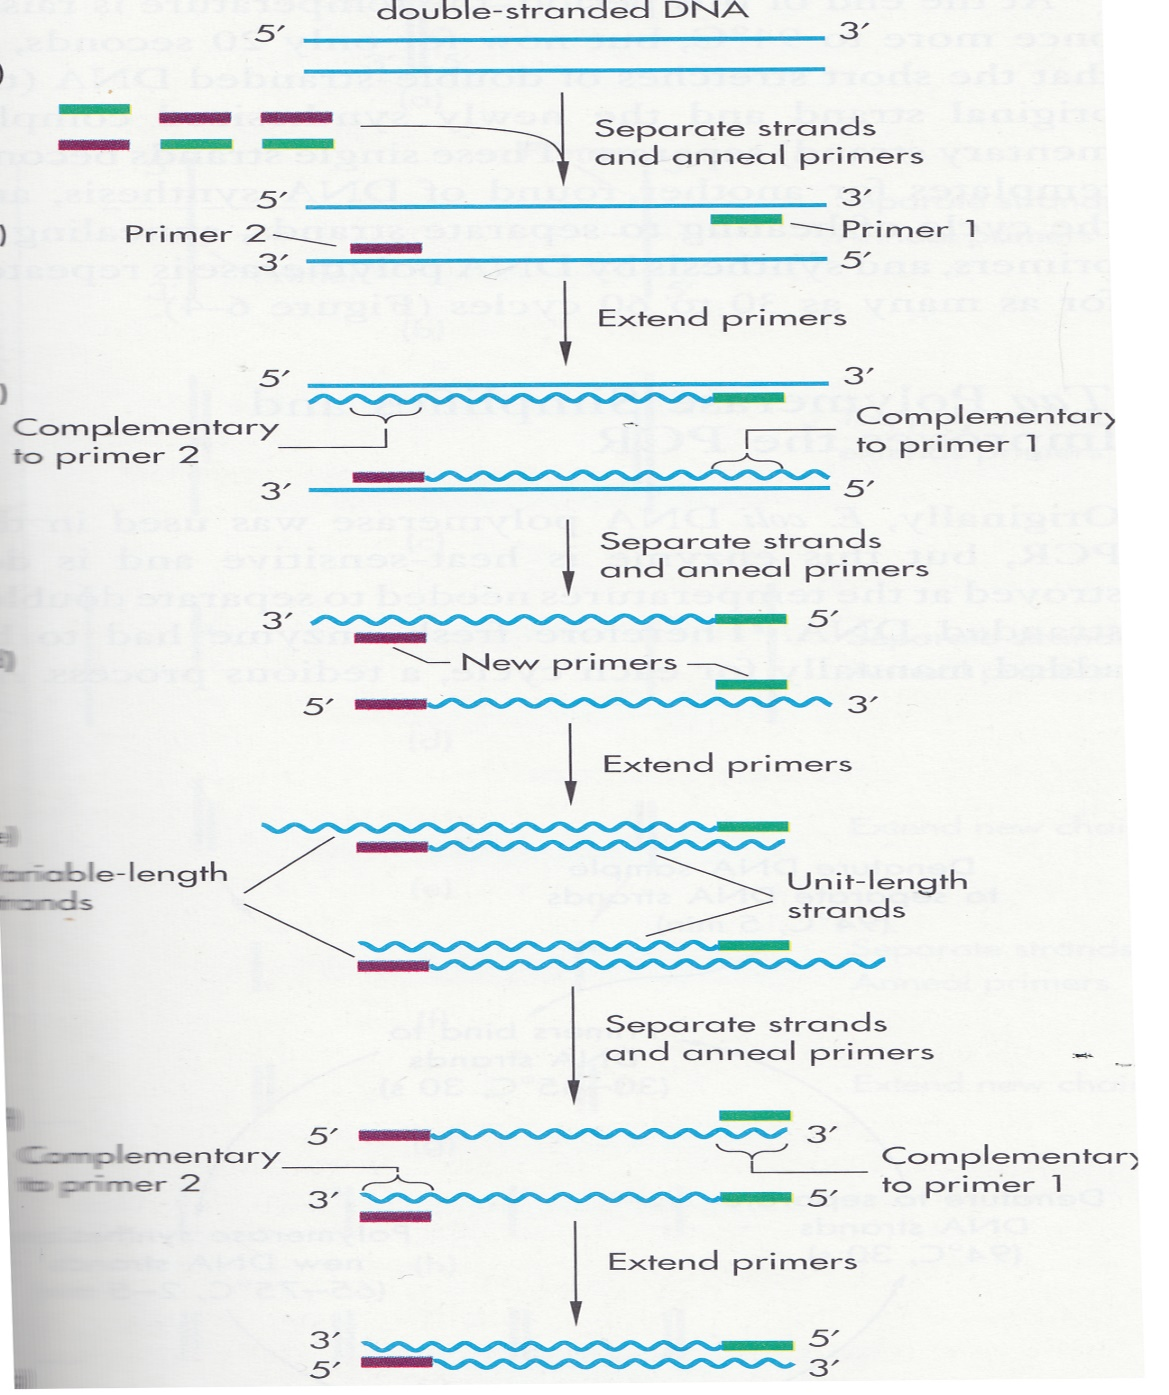 double-stranded DNA
5′ 3′
)
Separate strands
and anneal primers
5′ 3′
)
Primer 2 Primer 1
3′ 5′
Extend primers
5′ 3′
)
Complementary
to primer 2
Complementary
to primer 1
3′ 5′
Separate strands
and anneal primers
3′ 5′
New primers
5′ 3′
Extend primers
e)
Variable-length
strands
Unit-length
strands
Separate strands
and anneal primers
5′ 3′
Complementary
to primer 2
Complementary
to primer 1
3′ 5′
Extend primers
3′ 5′
5′ 3′